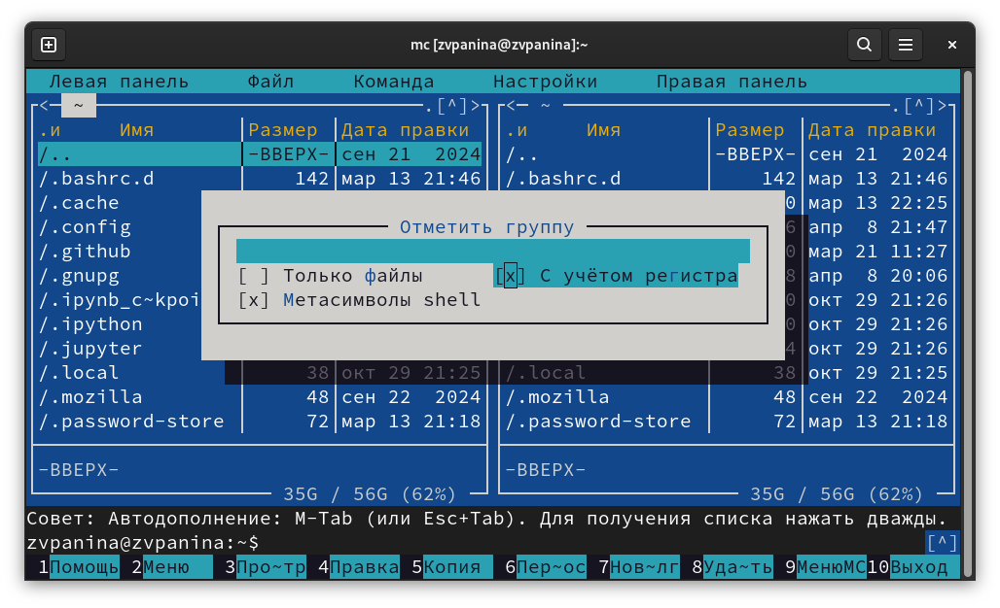 mc [zvpanina@zvpanina]:~
Левая панель Файл Команда Настройки Правая панель
<─ ~ .[^]> <─ ~ .[^]>
.и Имя Размер Дата правки .и Имя Размер Дата правки
/.. -ВВЕРХ- сен 21 2024 /.. -ВВЕРХ- сен 21 2024
/.bashrc.d 142 мар 13 21:46 /.bashrc.d 142 мар 13 21:46
/.cache 0 мар 13 22:25
/.config Отметить группу 6 апр 8 21:47
/.github 0 мар 21 11:27
/.gnupg [ ] Только файлы [x] С учётом регистра 8 апр 8 20:06
/.ipynb_c~kpoi [x] Метасимволы shell 0 окт 29 21:26
/.ipython 0 окт 29 21:26
/.jupyter 4 окт 29 21:26
/.local 38 окт 29 21:25 /.local 38 окт 29 21:25
/.mozilla 48 сен 22 2024 /.mozilla 48 сен 22 2024
/.password-store 72 мар 13 21:18 /.password-store 72 мар 13 21:18
-ВВЕРХ- -ВВЕРХ-
35G / 56G (62%) 35G / 56G (62%)
Совет: Автодополнение: M-Tab (или Esc+Tab). Для получения списка нажать дважды.
zvpanina@zvpanina:~$ [^]
1Помощь 2Меню 3Про~тр 4Правка 5Копия 6Пер~ос 7Нов~лг 8Уда~ть 9МенюMC 10Выход